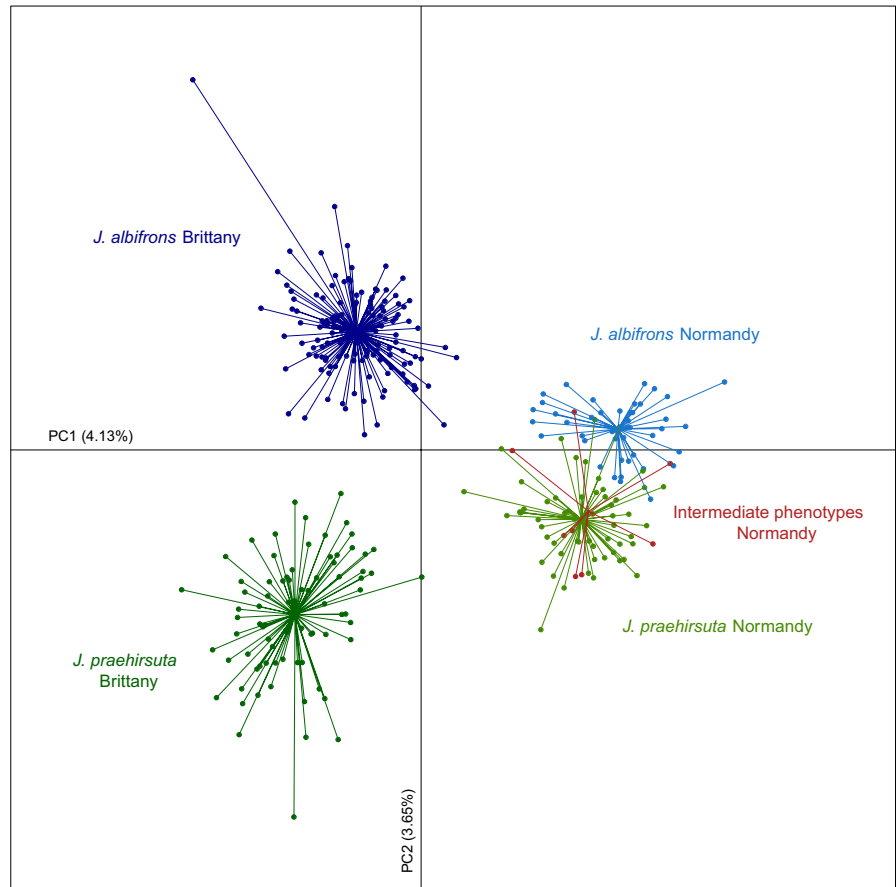 J. albifrons Brittany
J. albifrons Normandy
PC1 (4.13%)
Intermediate phenotypes
Normandy
J. praehirsuta Normandy
J. praehirsuta
Brittany
PC2 (3.65%)